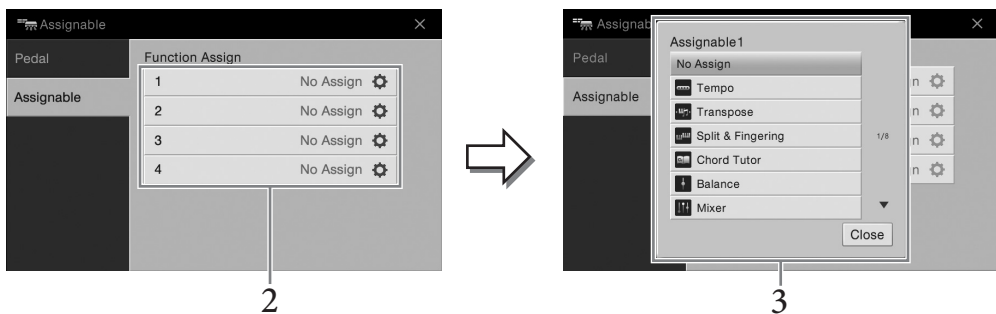 Assignable ×
Pedal
Assignable
Function Assign
1 No Assign
2 No Assign
3 No Assign
4 No Assign
2
Assignab ×
Pedal
Assignable
Assignable1
No Assign
Tempo
Transpose
Split & Fingering
Chord Tutor
Balance
Mixer
1/8
n
n
n
n
Close
3